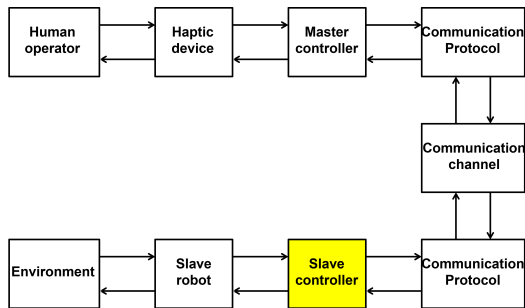 Human
operator
Haptic
device
Master
controller
Communication
Protocol
Communication
channel
Environment
Slave
robot
Slave
controller
Communication
Protocol